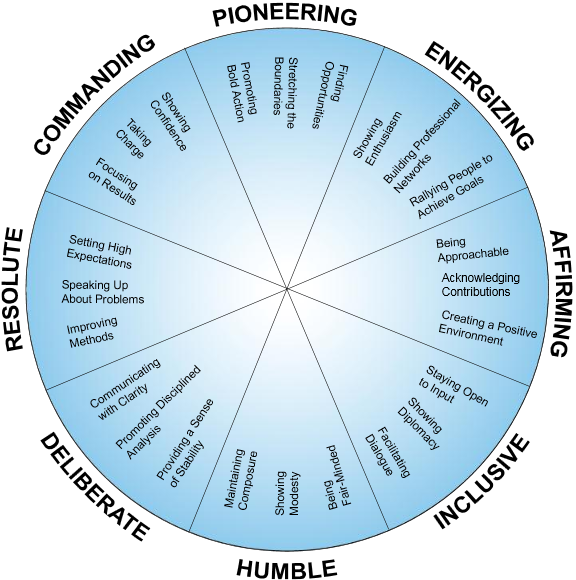 PIONEERING
Promoting
Bold Action
Stretching the
Boundaries
Finding
Opportunities
ENERGIZING
Showing
Enthusiasm
Building Professional
Networks
Rallying People to
Achieve Goals
AFFIRMING
Being
Approachable
Acknowledging
Contributions
Creating a Positive
Environment
INCLUSIVE
Staying Open
to Input
Showing
Diplomacy
Facilitating
Dialogue
HUMBLE
Being
Fair-Minded
Showing
Modesty
Maintaining
Composure
DELIBERATE
Providing a Sense
of Stability
Promoting Disciplined
Analysis
Communicating
with Clarity
RESOLUTE
Improving
Methods
Speaking Up
About Problems
Setting High
Expectations
COMMANDING
Focusing
on Results
Taking
Charge
Showing
Confidence